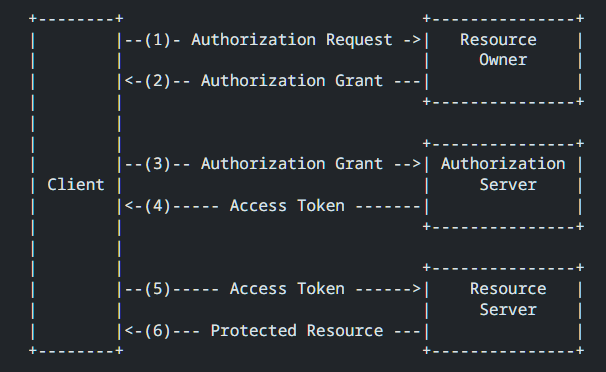 +--------+                               +---------------+
|        |--(1)- Authorization Request ->|   Resource    |
|        |                               |     Owner     |
|        |<-(2)-- Authorization Grant ---|               |
|        |                               +---------------+
|        |
|        |                               +---------------+
|        |--(3)-- Authorization Grant -->| Authorization |
| Client |                               |     Server    |
|        |<-(4)----- Access Token -------|               |
|        |                               +---------------+
|        |
|        |                               +---------------+
|        |--(5)----- Access Token ------>|    Resource   |
|        |                               |     Server    |
|        |<-(6)--- Protected Resource ---|               |
+--------+                               +---------------+